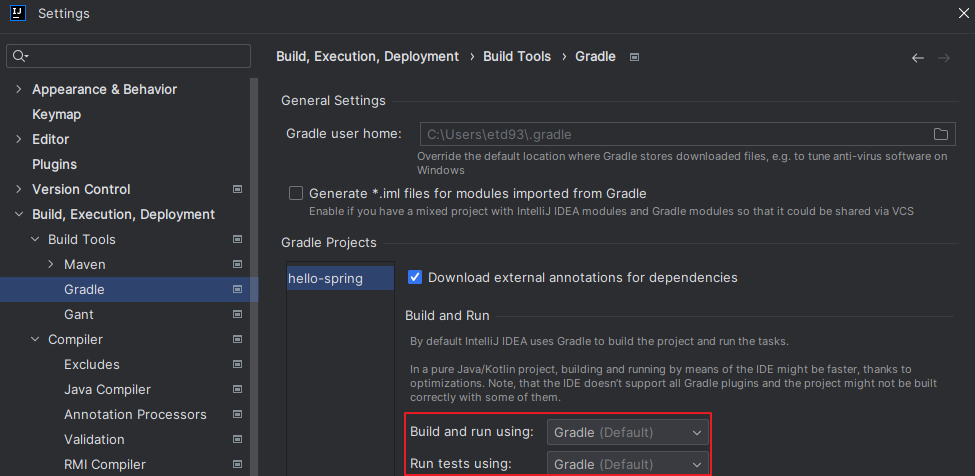 Settings
Build, Execution, Deployment › Build Tools › Gradle
Appearance & Behavior
Keymap
Editor
Plugins
Version Control
Build, Execution, Deployment
Build Tools
Maven
Gradle
Gant
Compiler
Excludes
Java Compiler
Annotation Processors
Validation
RMI Compiler
General Settings
Gradle user home: C:\Users\etd93\.gradle
Override the default location where Gradle stores downloaded files, e.g. to tune anti-virus software on
Windows
Generate *.iml files for modules imported from Gradle
Enable if you have a mixed project with IntelliJ IDEA modules and Gradle modules so that it could be shared via VCS
Gradle Projects
hello-spring
Download external annotations for dependencies
Build and Run
By default IntelliJ IDEA uses Gradle to build the project and run the tasks.
In a pure Java/Kotlin project, building and running by means of the IDE might be faster, thanks to
optimizations. Note, that the IDE doesn't support all Gradle plugins and the project might not be built
correctly with some of them.
Build and run using: Gradle (Default)
Run tests using: Gradle (Default)